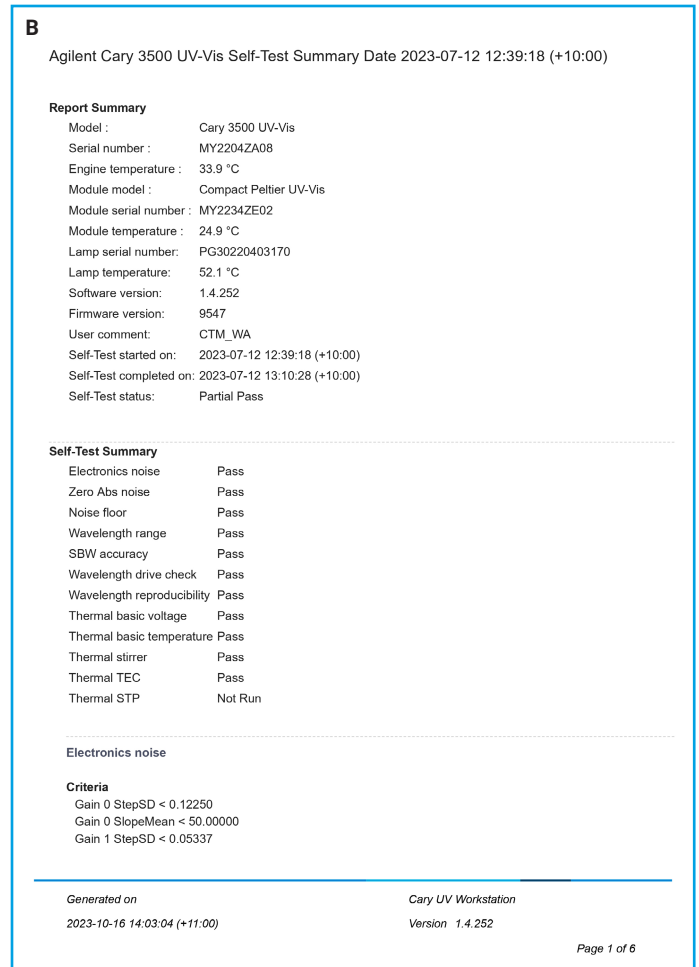 B
Agilent Cary 3500 UV-Vis Self-Test Summary Date 2023-07-12 12:39:18 (+10:00)
Report Summary
Model : Cary 3500 UV-Vis
Serial number : MY2204ZA08
Engine temperature : 33.9 °C
Module model : Compact Peltier UV-Vis
Module serial number : MY2234ZE02
Module temperature : 24.9 °C
Lamp serial number: PG30220403170
Lamp temperature: 52.1 °C
Software version: 1.4.252
Firmware version: 9547
User comment: CTM_WA
Self-Test started on: 2023-07-12 12:39:18 (+10:00)
Self-Test completed on: 2023-07-12 13:10:28 (+10:00)
Self-Test status: Partial Pass
Self-Test Summary
Electronics noise Pass
Zero Abs noise Pass
Noise floor Pass
Wavelength range Pass
SBW accuracy Pass
Wavelength drive check Pass
Wavelength reproducibility Pass
Thermal basic voltage Pass
Thermal basic temperature Pass
Thermal stirrer Pass
Thermal TEC Pass
Thermal STP Not Run
Electronics noise
Criteria
Gain 0 StepSD < 0.12250
Gain 0 SlopeMean < 50.00000
Gain 1 StepSD < 0.05337
Generated on Cary UV Workstation
2023-10-16 14:03:04 (+11:00) Version 1.4.252
Page 1 of 6